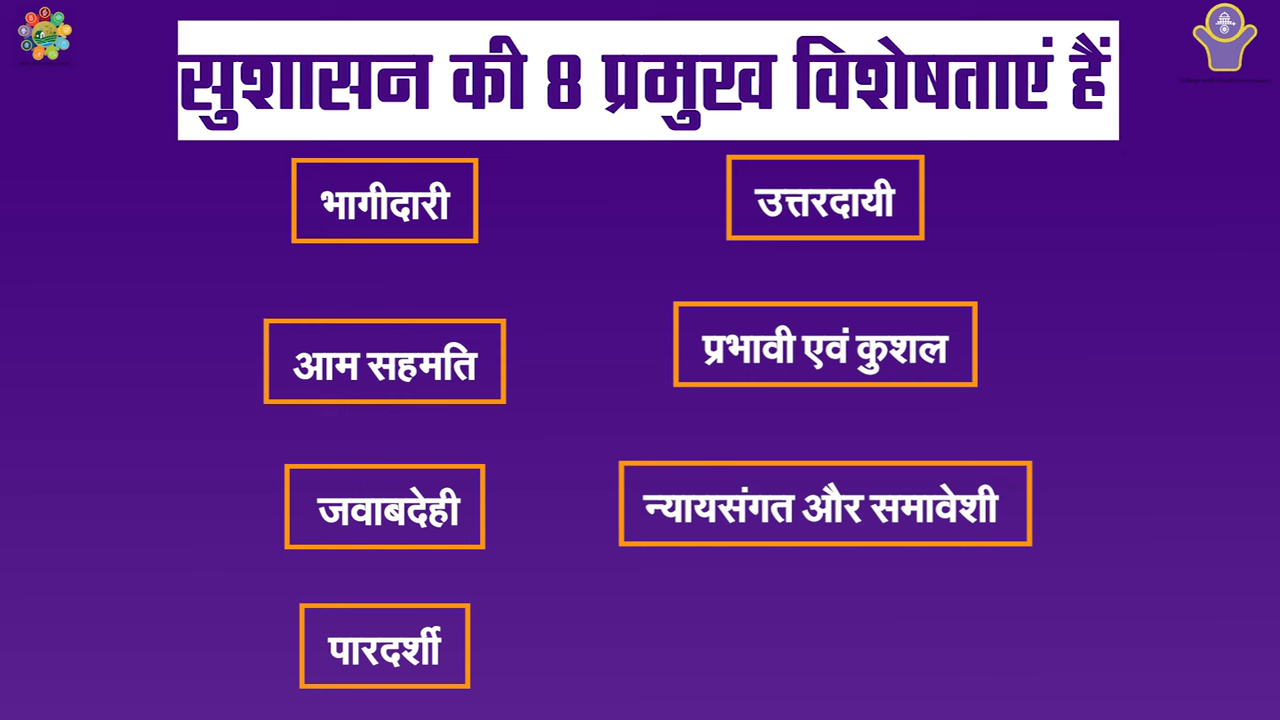 सुशासन की 8 प्रमुख विशेषताएं हैं
भागीदारी
आम सहमति
जवाबदेही
पारदर्शी
उत्तरदायी
प्रभावी एवं कुशल
न्यायसंगत और समावेशी